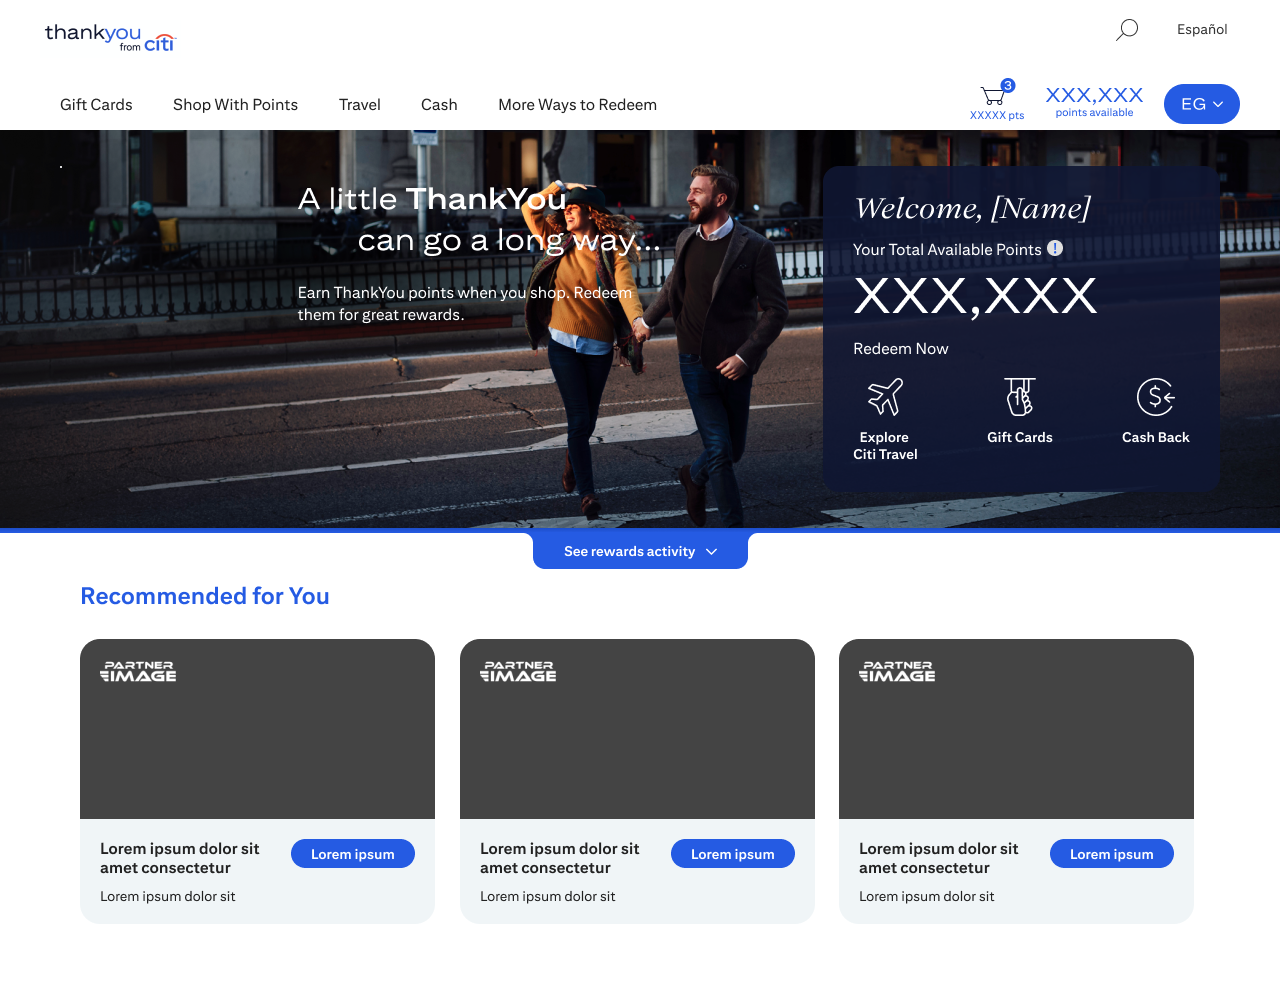 thankyou
from citi
Español
Gift Cards
Shop With Points
Travel
Cash
More Ways to Redeem
3
XXXXX pts
XXX,XXX
points available
EG
A little ThankYou
can go a long way...
Earn ThankYou points when you shop. Redeem
them for great rewards.
Welcome, [Name]
Your Total Available Points !
XXX,XXX
Redeem Now
Explore
Citi Travel
Gift Cards
Cash Back
See rewards activity
Recommended for You
PARTNER
IMAGE
Lorem ipsum dolor sit
amet consectetur
Lorem ipsum
Lorem ipsum dolor sit
PARTNER
IMAGE
Lorem ipsum dolor sit
amet consectetur
Lorem ipsum
Lorem ipsum dolor sit
PARTNER
IMAGE
Lorem ipsum dolor sit
amet consectetur
Lorem ipsum
Lorem ipsum dolor sit